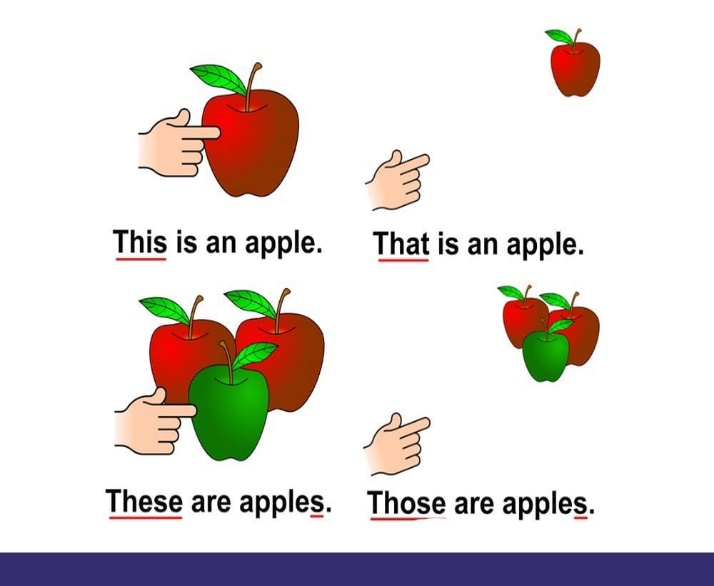 This is an apple.
That is an apple.
These are apples.
Those are apples.